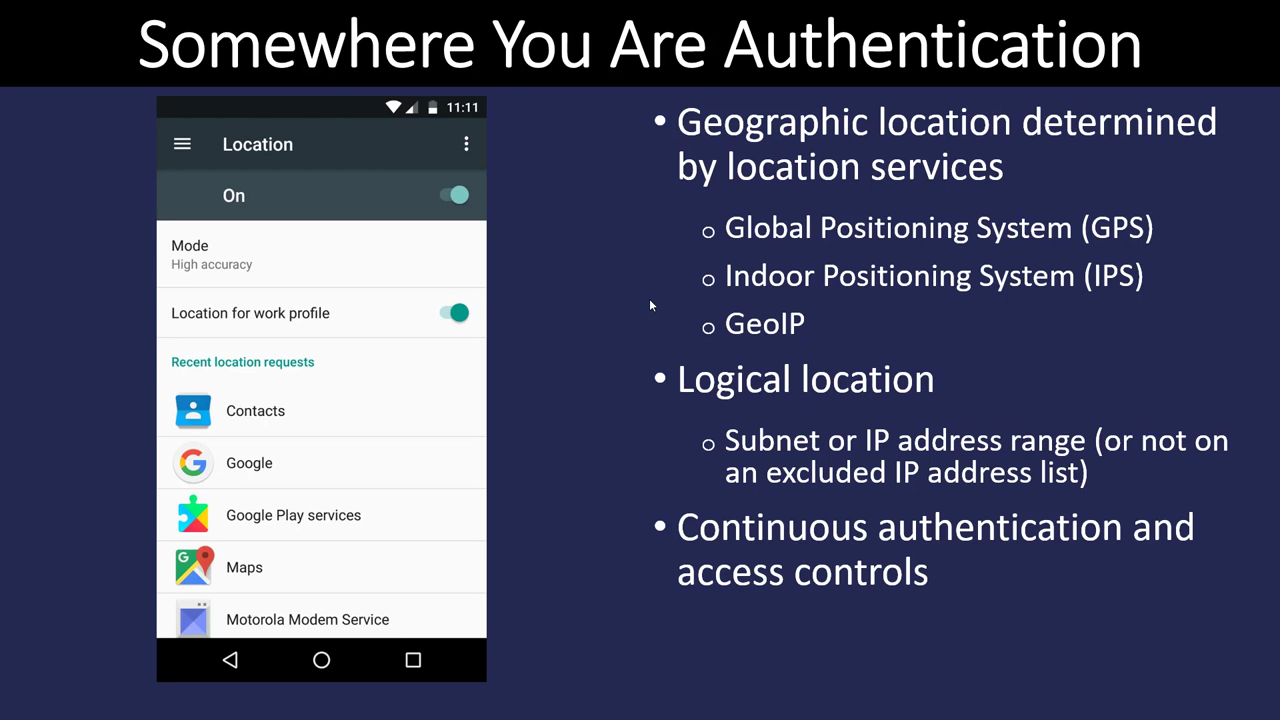 Somewhere You Are Authentication
11:11
Location
On
Mode
High accuracy
Location for work profile
Recent location requests
Contacts
Google
Google Play services
G
Maps
Motorola Modem Service
• Geographic location determined
by location services
o Global Positioning System (GPS)
o Indoor Positioning System (IPS)
o GeoIP
• Logical location
o Subnet or IP address range (or not on
an excluded IP address list)
• Continuous authentication and
access controls